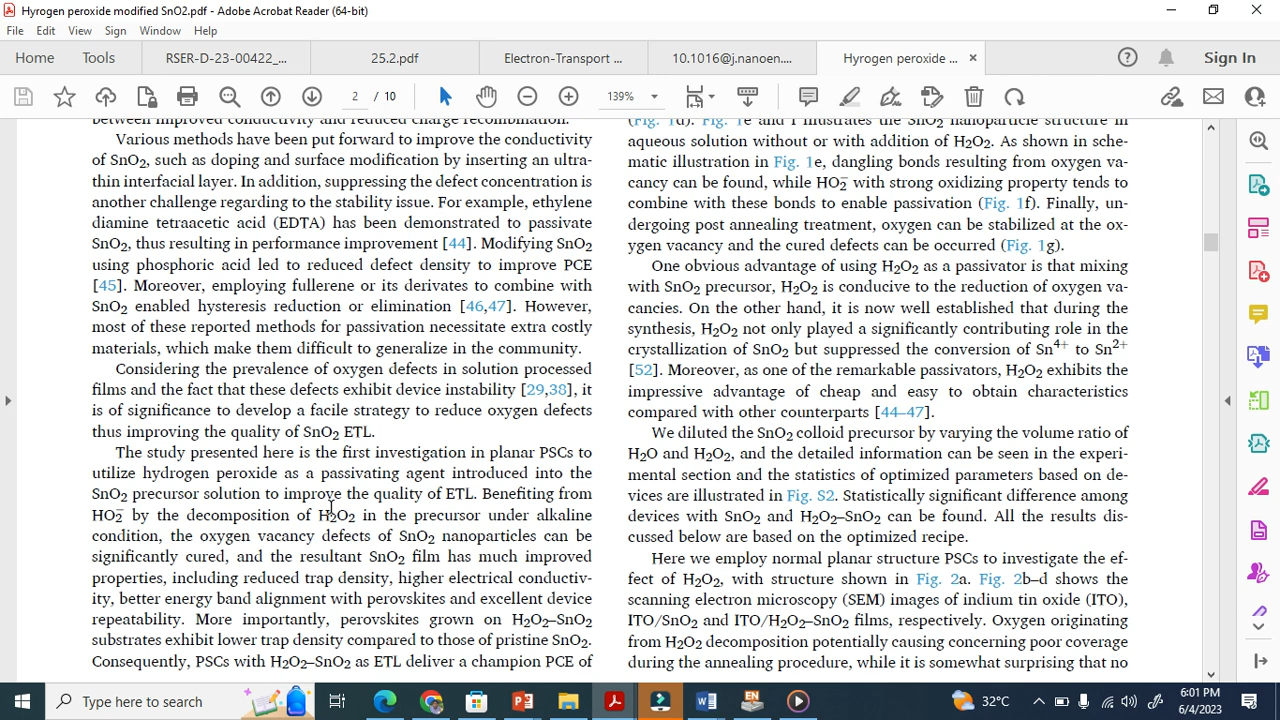 Hyrogen peroxide modified SnO2.pdf - Adobe Acrobat Reader (64-bit)
File Edit View Sign Window Help
Home Tools RSER-D-23-00422_... 25.2.pdf Electron-Transport ... 10.1016@j.nanoen.... Hyrogen peroxide ... × Sign In
2 / 10 139%
between improved conductivity and reduced charge recombination.
Various methods have been put forward to improve the conductivity
of SnO₂, such as doping and surface modification by inserting an ultra-
thin interfacial layer. In addition, suppressing the defect concentration is
another challenge regarding to the stability issue. For example, ethylene
diamine tetraacetic acid (EDTA) has been demonstrated to passivate
SnO₂, thus resulting in performance improvement [44]. Modifying SnO₂
using phosphoric acid led to reduced defect density to improve PCE
[45]. Moreover, employing fullerene or its derivates to combine with
SnO₂ enabled hysteresis reduction or elimination [46,47]. However,
most of these reported methods for passivation necessitate extra costly
materials, which make them difficult to generalize in the community.
Considering the prevalence of oxygen defects in solution processed
films and the fact that these defects exhibit device instability [29,38], it
is of significance to develop a facile strategy to reduce oxygen defects
thus improving the quality of SnO₂ ETL.
The study presented here is the first investigation in planar PSCs to
utilize hydrogen peroxide as a passivating agent introduced into the
SnO₂ precursor solution to improve the quality of ETL. Benefiting from
HO₂⁻ by the decomposition of H₂O₂ in the precursor under alkaline
condition, the oxygen vacancy defects of SnO₂ nanoparticles can be
significantly cured, and the resultant SnO₂ film has much improved
properties, including reduced trap density, higher electrical conductiv-
ity, better energy band alignment with perovskites and excellent device
repeatability. More importantly, perovskites grown on H₂O₂–SnO₂
substrates exhibit lower trap density compared to those of pristine SnO₂.
Consequently, PSCs with H₂O₂–SnO₂ as ETL deliver a champion PCE of
(Fig. 1d). Fig. 1e and f illustrates the SnO₂ nanoparticle structure in
aqueous solution without or with addition of H₂O₂. As shown in sche-
matic illustration in Fig. 1e, dangling bonds resulting from oxygen va-
cancy can be found, while HO₂⁻ with strong oxidizing property tends to
combine with these bonds to enable passivation (Fig. 1f). Finally, un-
dergoing post annealing treatment, oxygen can be stabilized at the ox-
ygen vacancy and the cured defects can be occurred (Fig. 1g).
One obvious advantage of using H₂O₂ as a passivator is that mixing
with SnO₂ precursor, H₂O₂ is conducive to the reduction of oxygen va-
cancies. On the other hand, it is now well established that during the
synthesis, H₂O₂ not only played a significantly contributing role in the
crystallization of SnO₂ but suppressed the conversion of Sn⁴⁺ to Sn²⁺
[52]. Moreover, as one of the remarkable passivators, H₂O₂ exhibits the
impressive advantage of cheap and easy to obtain characteristics
compared with other counterparts [44–47].
We diluted the SnO₂ colloid precursor by varying the volume ratio of
H₂O and H₂O₂, and the detailed information can be seen in the experi-
mental section and the statistics of optimized parameters based on de-
vices are illustrated in Fig. S2. Statistically significant difference among
devices with SnO₂ and H₂O₂–SnO₂ can be found. All the results dis-
cussed below are based on the optimized recipe.
Here we employ normal planar structure PSCs to investigate the ef-
fect of H₂O₂, with structure shown in Fig. 2a. Fig. 2b–d shows the
scanning electron microscopy (SEM) images of indium tin oxide (ITO),
ITO/SnO₂ and ITO/H₂O₂–SnO₂ films, respectively. Oxygen originating
from H₂O₂ decomposition potentially causing concerning poor coverage
during the annealing procedure, while it is somewhat surprising that no
Type here to search
EN
32°C
6:01 PM
6/4/2023